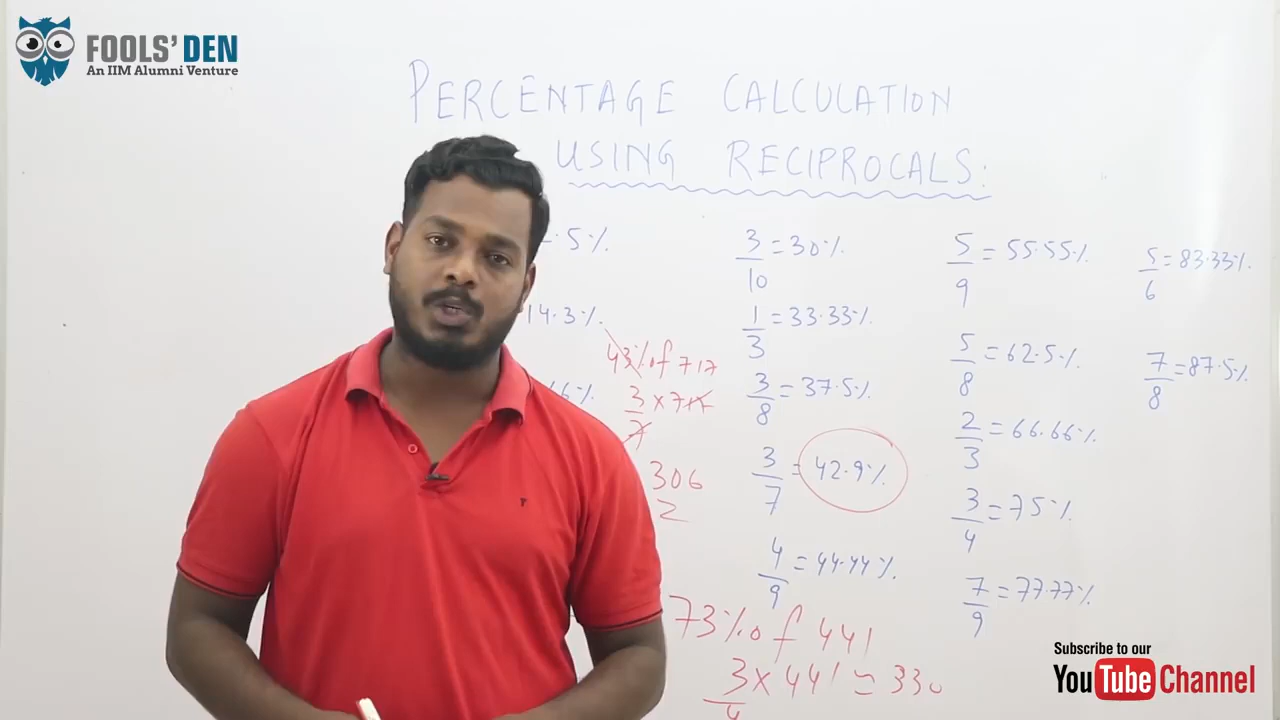 FOOLS' DEN
An IIM Alumni Venture
PERCENTAGE CALCULATION
USING RECIPROCALS:
·5%
14·3%
66%
43% of 717
3/7 × 714
306
3/10 = 30%
1/3 = 33·33%
3/8 = 37·5%
3/7 = 42·9%
4/9 = 44·44%
73% of 441
3/4 × 441 ≈ 330
5/9 = 55·55%
5/8 = 62·5%
2/3 = 66·66%
3/4 = 75%
7/9 = 77·77%
5/6 = 83·33%
7/8 = 87·5%
Subscribe to our
YouTube Channel